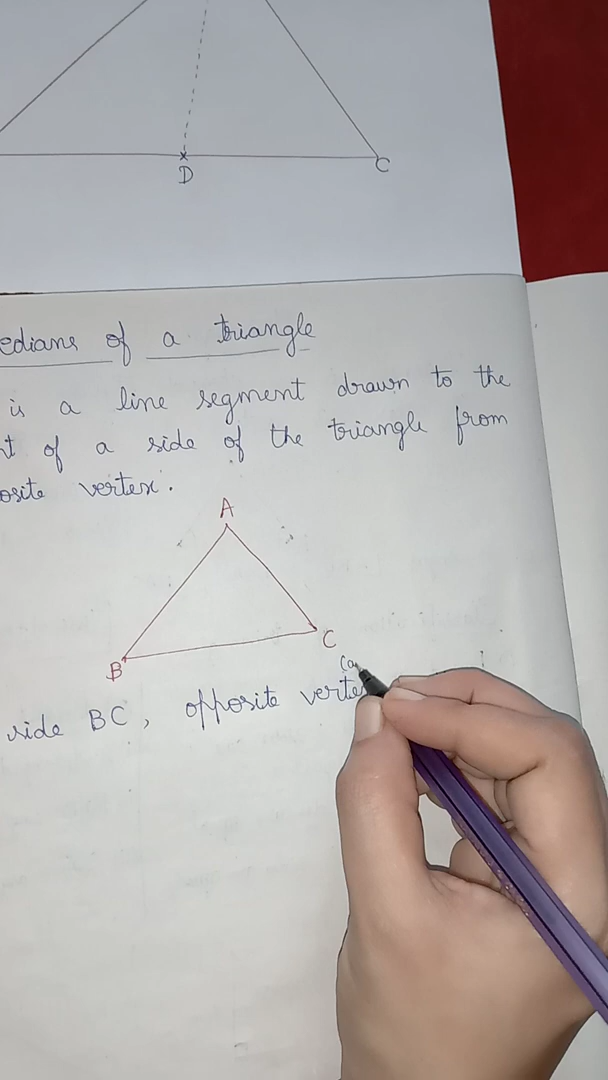 D
C
edians of a triangle
is a line segment drawn to the
nt of a side of the triangle from
osite vertex.
A
C
B
(a
side BC, opposite verte